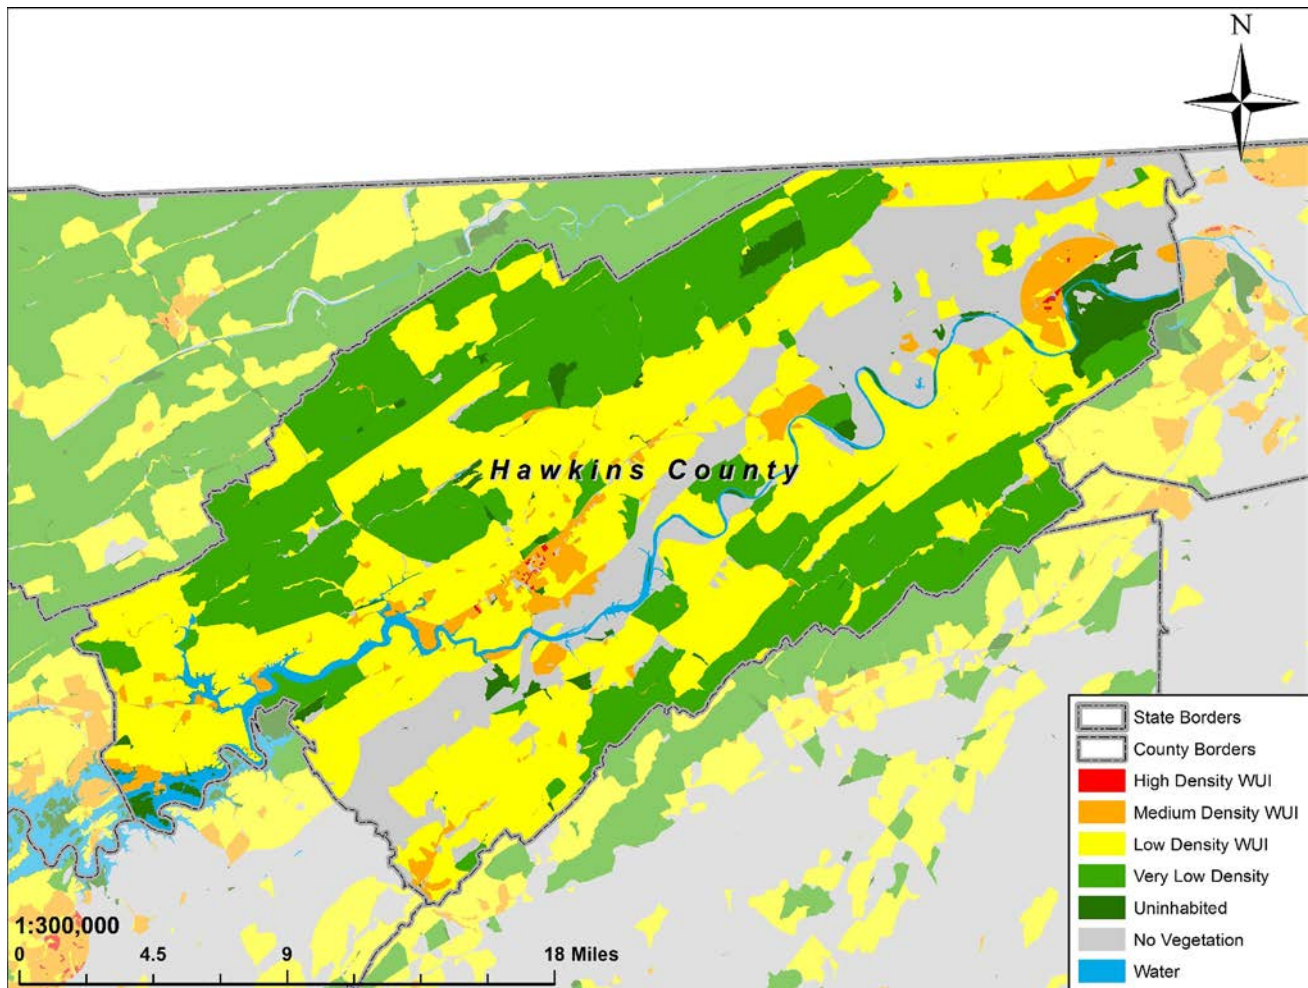 N
Hawkins County
State Borders
County Borders
High Density WUI
Medium Density WUI
Low Density WUI
Very Low Density
Uninhabited
No Vegetation
Water
1:300,000
0 4.5 9 18 Miles